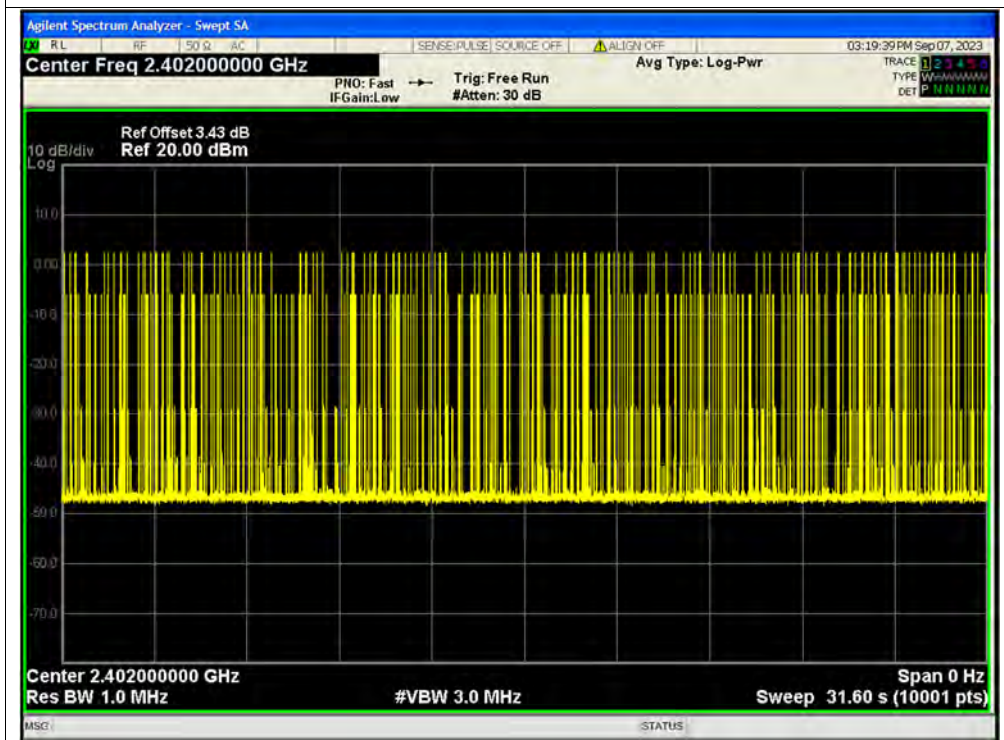 Agilent Spectrum Analyzer - Swept SA
LXI RL RF 50 Ω AC SENSE:PULSE SOURCE OFF ALIGN OFF 03:19:39 PM Sep 07, 2023
Center Freq 2.402000000 GHz Avg Type: Log-Pwr TRACE 1 2 3 4 5 6
PNO: Fast Trig: Free Run TYPE W
IFGain:Low #Atten: 30 dB DET P N N N N N
Ref Offset 3.43 dB
10 dB/div Ref 20.00 dBm
Log
10.0
0.00
-10.0
-20.0
-30.0
-40.0
-50.0
-60.0
-70.0
Center 2.402000000 GHz Span 0 Hz
Res BW 1.0 MHz #VBW 3.0 MHz Sweep 31.60 s (10001 pts)
MSG STATUS